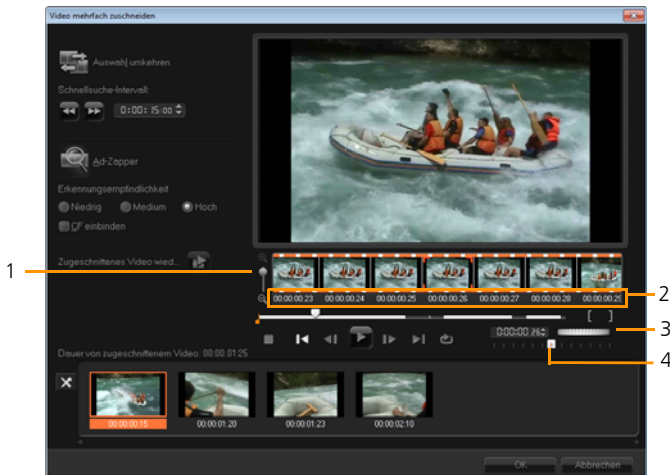 Video mehrfach zuschneiden
Auswahl umkehren
Schnellsuche-Intervall:
0:00: 15:00
Ad-Zapper
Erkennungsempfindlichkeit
Niedrig Medium Hoch
CF einbinden
Zugeschnittenes Video wied...
1
00:00:00:23 00:00:00:24 00:00:00:25 00:00:00:26 00:00:00:27 00:00:00:28 00:00:00:29
2
[ ]
0:00:00.26
3
4
Dauer von zugeschnittenem Video: 00:00:01:25
00:00:00:15 00:00:01:20 00:00:01:23 00:00:02:10
OK Abbrechen